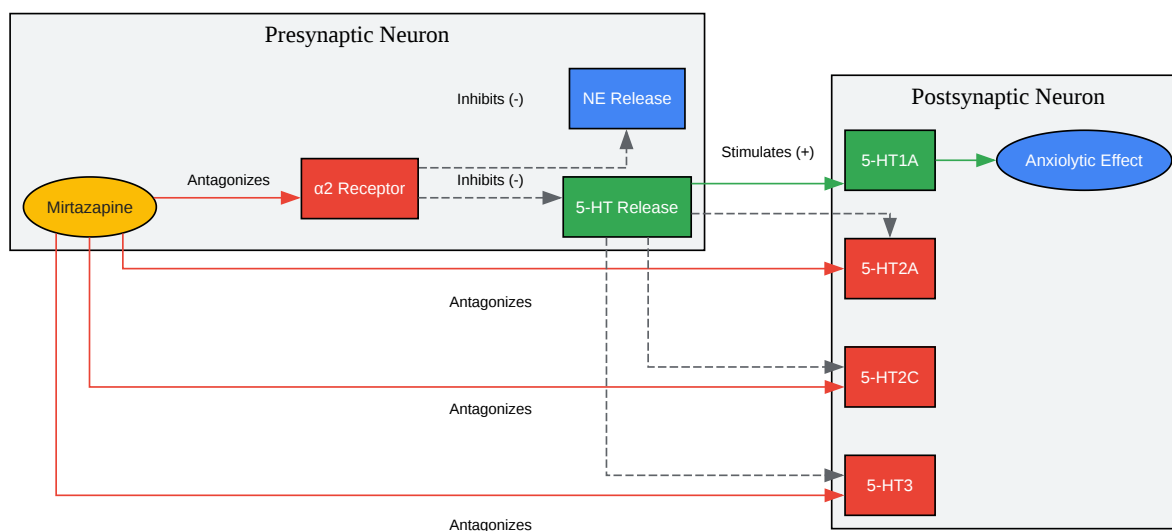 Presynaptic Neuron
NE Release
Inhibits (-)
Postsynaptic Neuron
Stimulates (+)
5-HT1A
Anxiolytic Effect
Antagonizes
α2 Receptor
Inhibits (-)
Mirtazapine
5-HT Release
5-HT2A
Antagonizes
5-HT2C
Antagonizes
5-HT3
Antagonizes